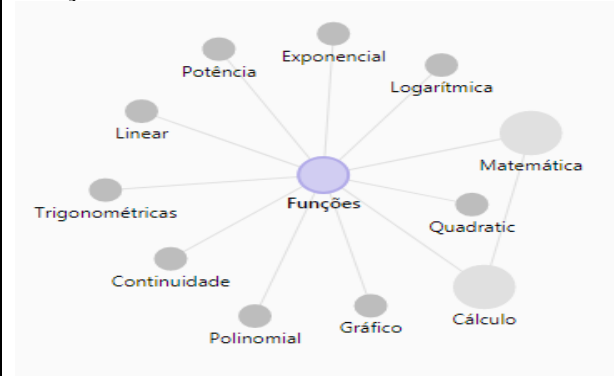 Exponencial
Potência
Logarítmica
Linear
Matemática
Funções
Trigonométricas
Quadratic
Continuidade
Cálculo
Gráfico
Polinomial